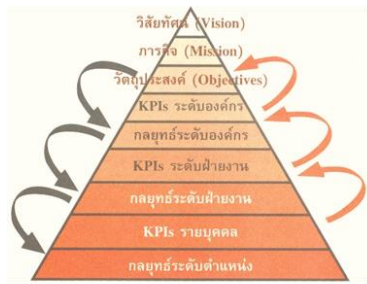 วิสัยทัศน์ (Vision)
ภารกิจ (Mission)
วัตถุประสงค์ (Objectives)
KPIs ระดับองค์กร
กลยุทธ์ระดับองค์กร
KPIs ระดับฝ่ายงาน
กลยุทธ์ระดับฝ่ายงาน
KPIs รายบุคคล
กลยุทธ์ระดับตำแหน่ง